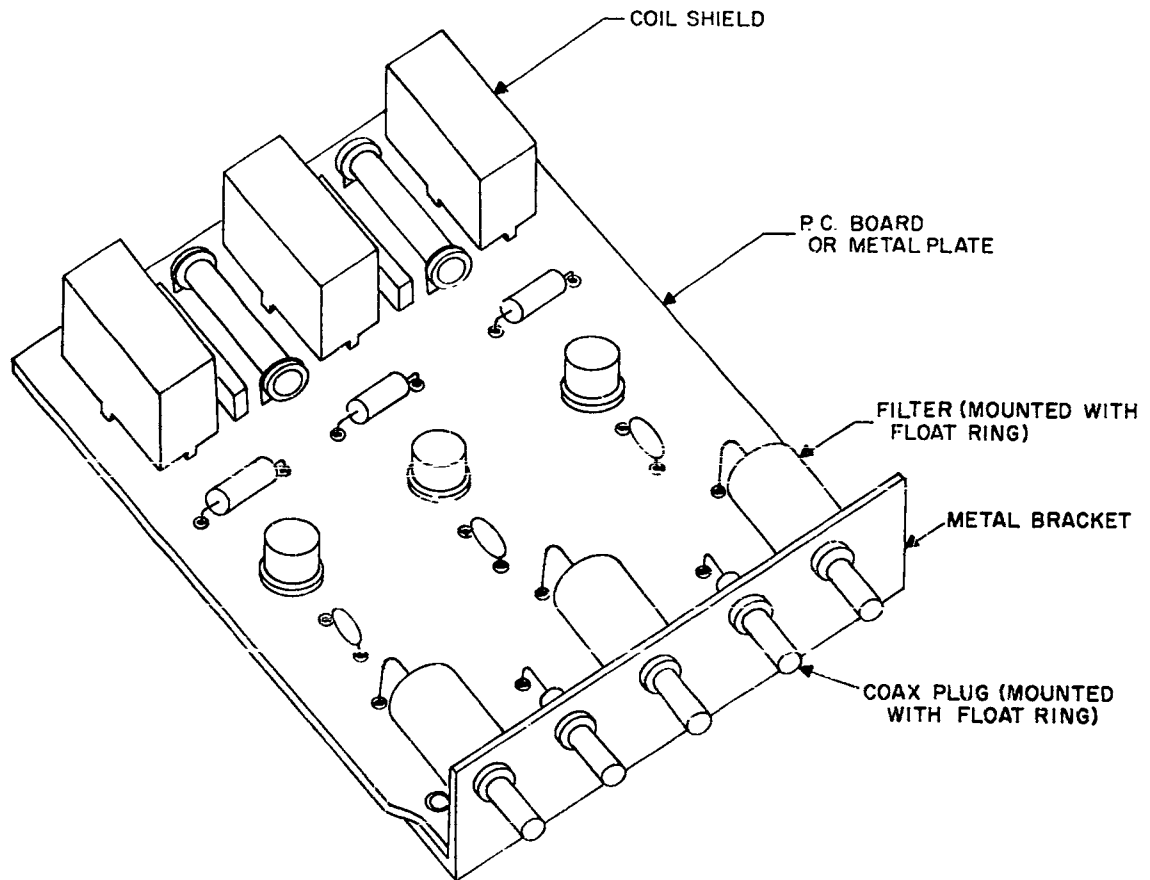 COIL SHIELD
P.C. BOARD
OR METAL PLATE
FILTER (MOUNTED WITH
FLOAT RING)
METAL BRACKET
COAX PLUG (MOUNTED
WITH FLOAT RING)